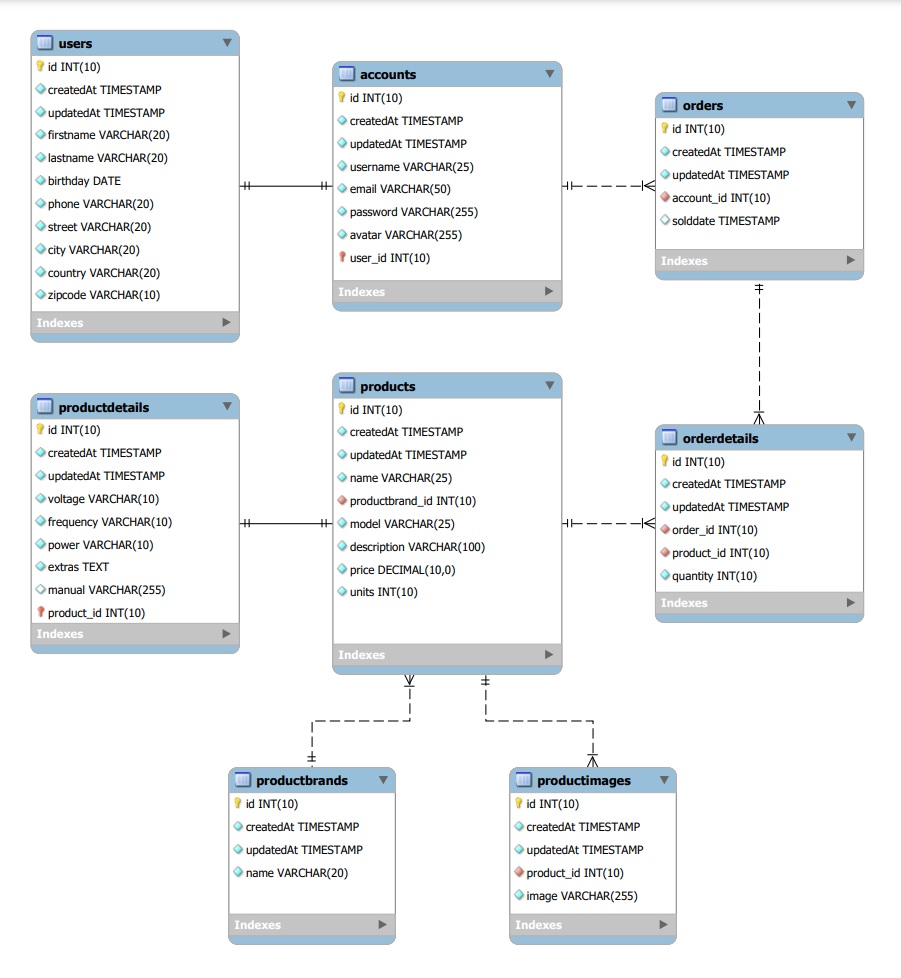 users
id INT(10)
createdAt TIMESTAMP
updatedAt TIMESTAMP
firstname VARCHAR(20)
lastname VARCHAR(20)
birthday DATE
phone VARCHAR(20)
street VARCHAR(20)
city VARCHAR(20)
country VARCHAR(20)
zipcode VARCHAR(10)
Indexes
accounts
id INT(10)
createdAt TIMESTAMP
updatedAt TIMESTAMP
username VARCHAR(25)
email VARCHAR(50)
password VARCHAR(255)
avatar VARCHAR(255)
user_id INT(10)
Indexes
orders
id INT(10)
createdAt TIMESTAMP
updatedAt TIMESTAMP
account_id INT(10)
solddate TIMESTAMP
Indexes
productdetails
id INT(10)
createdAt TIMESTAMP
updatedAt TIMESTAMP
voltage VARCHAR(10)
frequency VARCHAR(10)
power VARCHAR(10)
extras TEXT
manual VARCHAR(255)
product_id INT(10)
Indexes
products
id INT(10)
createdAt TIMESTAMP
updatedAt TIMESTAMP
name VARCHAR(25)
productbrand_id INT(10)
model VARCHAR(25)
description VARCHAR(100)
price DECIMAL(10,0)
units INT(10)
Indexes
orderdetails
id INT(10)
createdAt TIMESTAMP
updatedAt TIMESTAMP
order_id INT(10)
product_id INT(10)
quantity INT(10)
Indexes
productbrands
id INT(10)
createdAt TIMESTAMP
updatedAt TIMESTAMP
name VARCHAR(20)
Indexes
productimages
id INT(10)
createdAt TIMESTAMP
updatedAt TIMESTAMP
product_id INT(10)
image VARCHAR(255)
Indexes